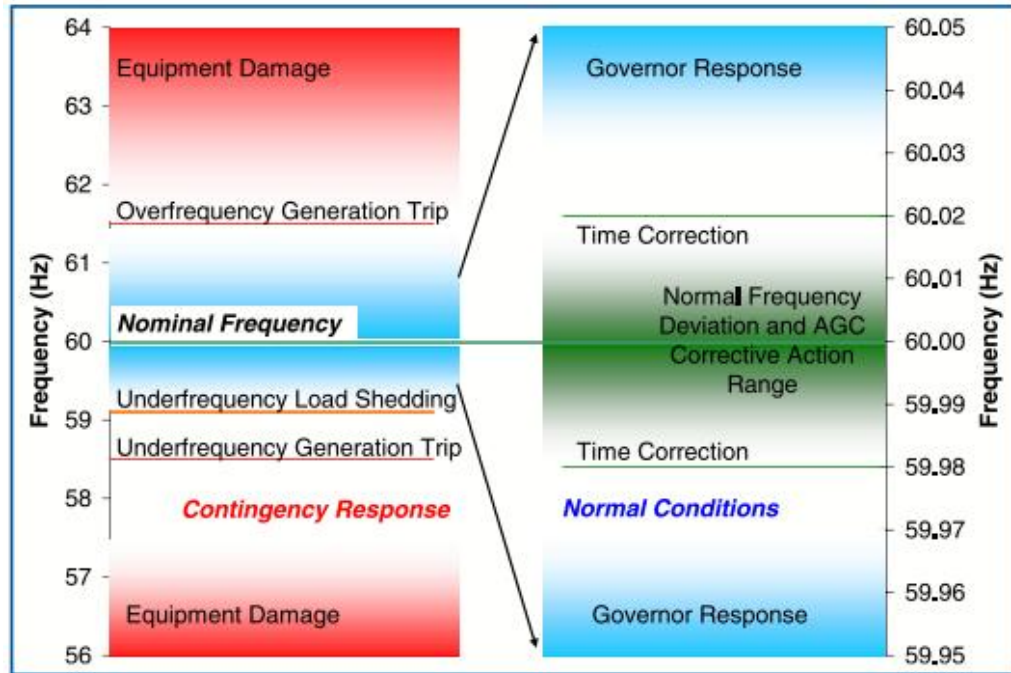 Frequency (Hz)
64
63
62
61
60
59
58
57
56
Equipment Damage
Overfrequency Generation Trip
Nominal Frequency
Underfrequency Load Shedding
Underfrequency Generation Trip
Contingency Response
Equipment Damage
Governor Response
Time Correction
Normal Frequency
Deviation and AGC
Corrective Action
Range
Time Correction
Normal Conditions
Governor Response
60.05
60.04
60.03
60.02
60.01
60.00
59.99
59.98
59.97
59.96
59.95
Frequency (Hz)